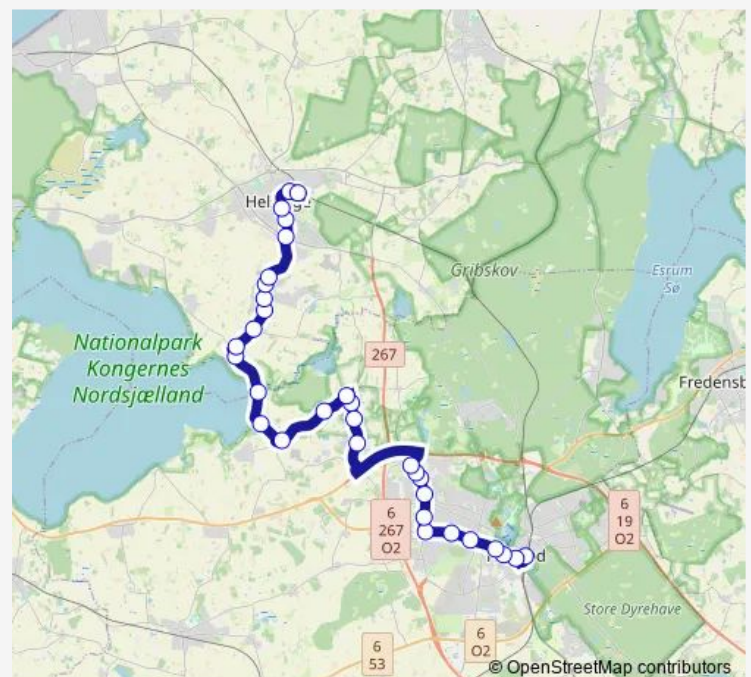 Gribskov
Esrum
Sø
Nationalpark
Kongernes
Nordsjælland
267
Fredensb
6
267
O2
6
19
O2
Store Dyrehave
6
53
6
O2
© OpenStreetMap contributors